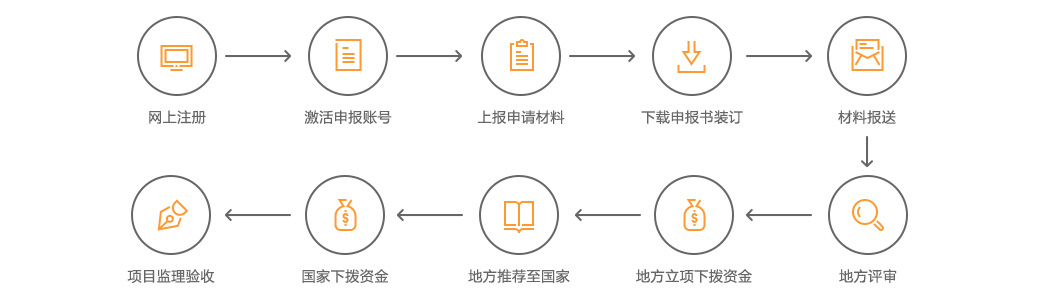 网上注册
激活申报账号
上报申请材料
下载申报书装订
材料报送
项目监理验收
国家下拨资金
地方推荐至国家
地方立项下拨资金
地方评审